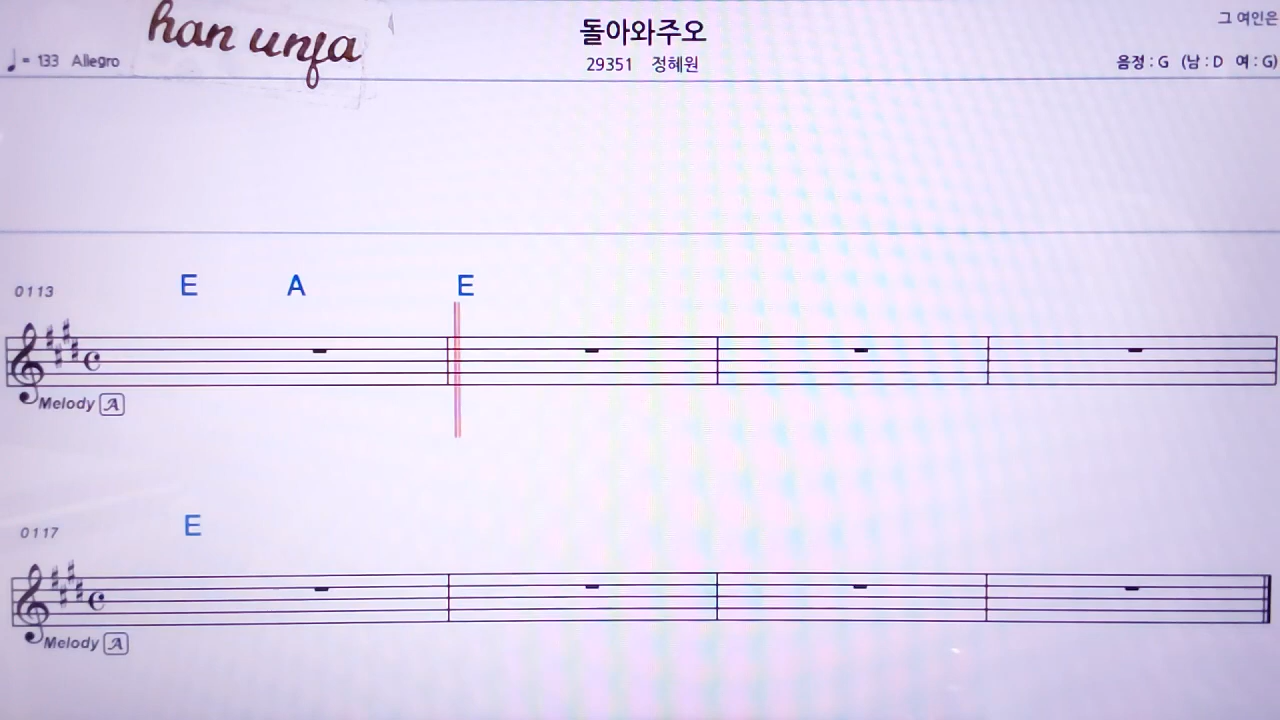 han unfa
돌아와주오
그 여인은
♩= 133 Allegro
29351 정혜원
음정 : G (남 : D 여 : G)
0113
E A E
Melody A
0117
E
Melody A